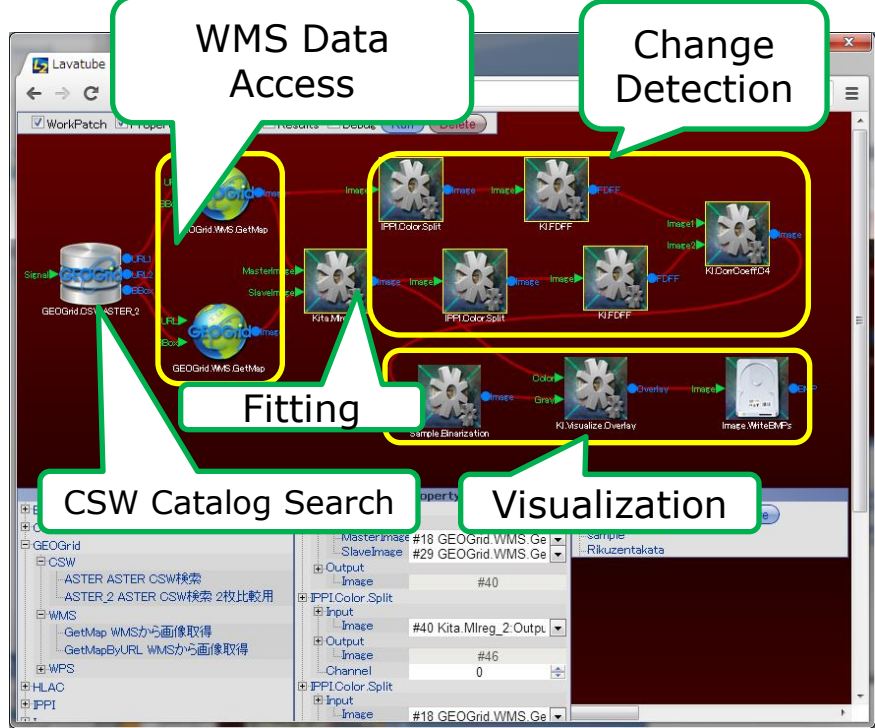 WMS Data
Access
Change
Detection
Lavatube
WorkPatch
Delete
GEOGrid
Image
GEOGrid.WMS.GetMap
Image
IPPI.Color.Split
Image
Image
KI.FDFF
FDFF
Image1
Image2
Image
KI.CorrCoeff.C4
Signal
GEOGrid
URL1
URL2
BBox
GEOGrid.CSW.ASTER_2
MasterImage
SlaveImage
Image
Image
IPPI.Color.Split
Image
Image
KI.FDFF
FDFF
URL
BBox
GEOGrid
Image
GEOGrid.WMS.GetMap
Fitting
Sample.Binarization
Image
Color
Gray
KI.Visualize.Overlay
Overlay
Image
Image.WriteBMPs
BMP
CSW Catalog Search
Visualization
GEOGrid
CSW
ASTER ASTER CSW検索
ASTER_2 ASTER CSW検索 2枚比較用
WMS
GetMap WMSから画像取得
GetMapByURL WMSから画像取得
WPS
HLAC
IPPI
MasterImage #18 GEOGrid.WMS.Ge
SlaveImage #29 GEOGrid.WMS.Ge
Output
Image #40
IPPI.Color.Split
Input
Image #40 Kita.MIreg_2:Outpu
Output
Image #46
Channel 0
IPPI.Color.Split
Input
Image #18 GEOGrid.WMS.Ge
sample
Rikuzentakata